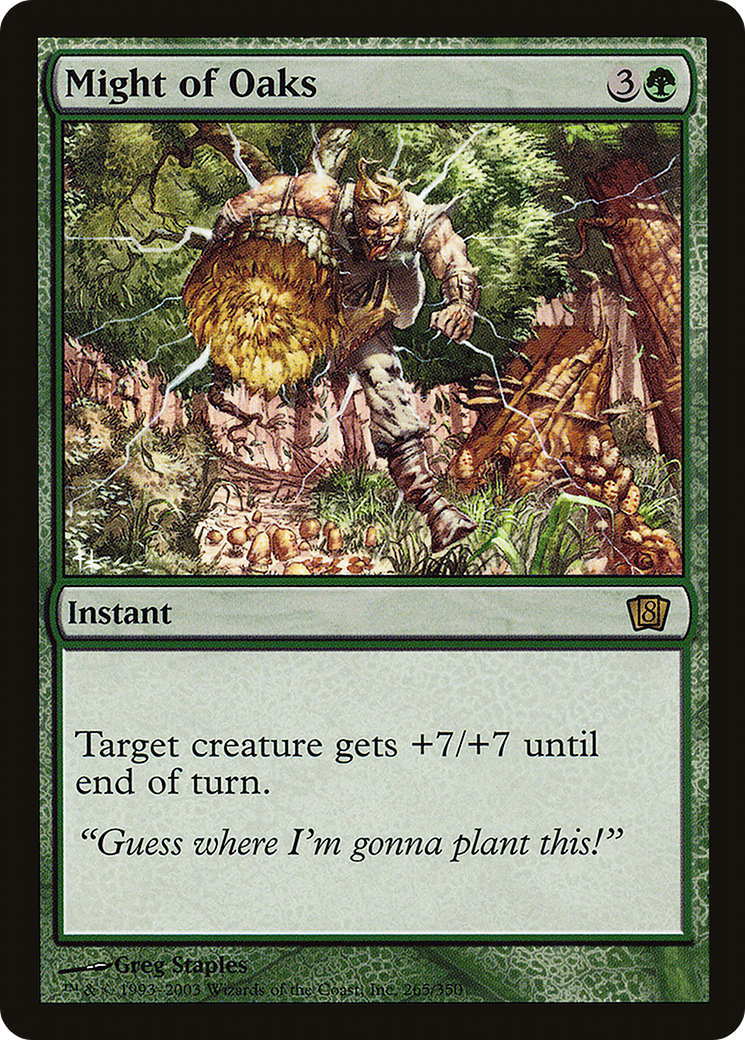 Might of Oaks
3
Instant
8
Target creature gets +7/+7 until
end of turn.
“Guess where I’m gonna plant this!”
Greg Staples
™ & © 1993–2003 Wizards of the Coast, Inc. 265/350